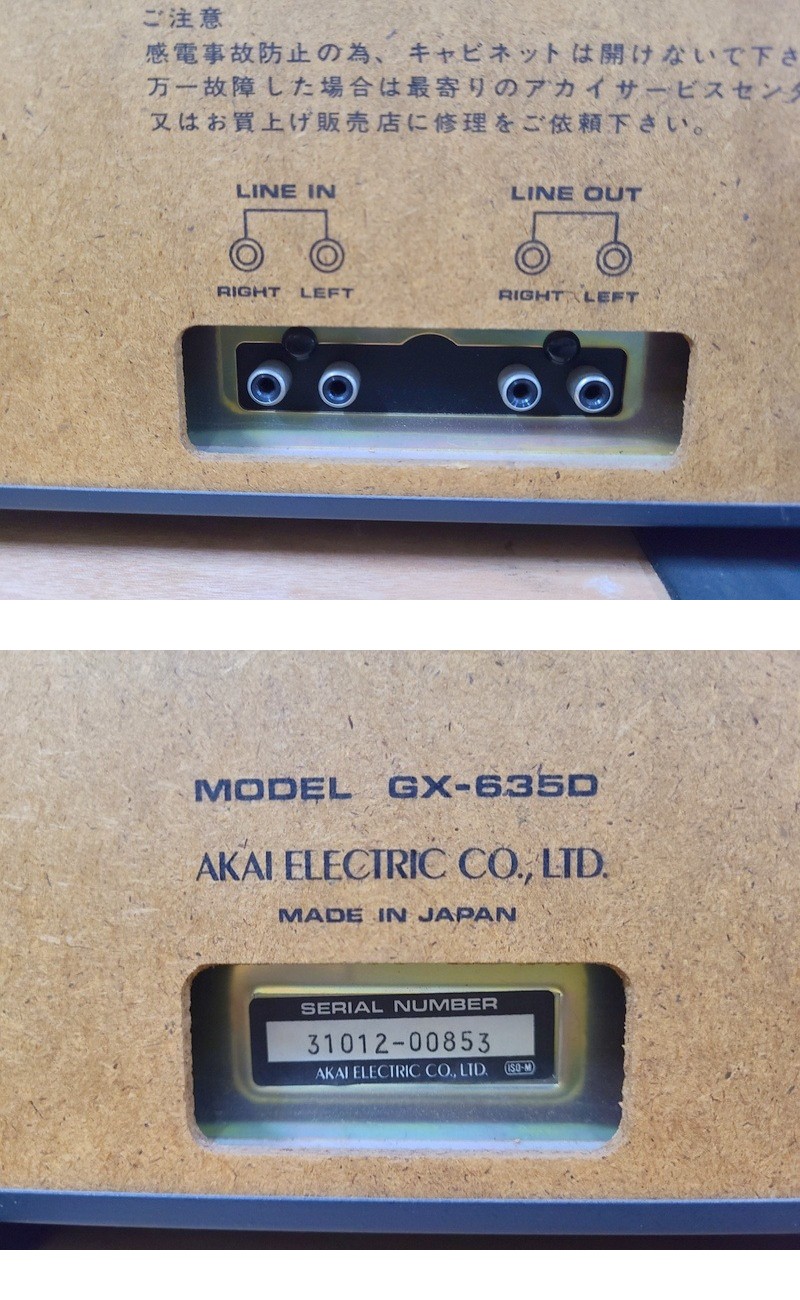 ご注意
感電事故防止の為、キャビネットは開けないで下さ
万一故障した場合は最寄りのアカイサービスセンタ
又はお買上げ販売店に修理をご依頼下さい。
LINE IN LINE OUT
RIGHT LEFT RIGHT LEFT
MODEL GX-635D
AKAI ELECTRIC CO., LTD.
MADE IN JAPAN
SERIAL NUMBER
31012-00853
AKAI ELECTRIC CO., LTD. ISO-M